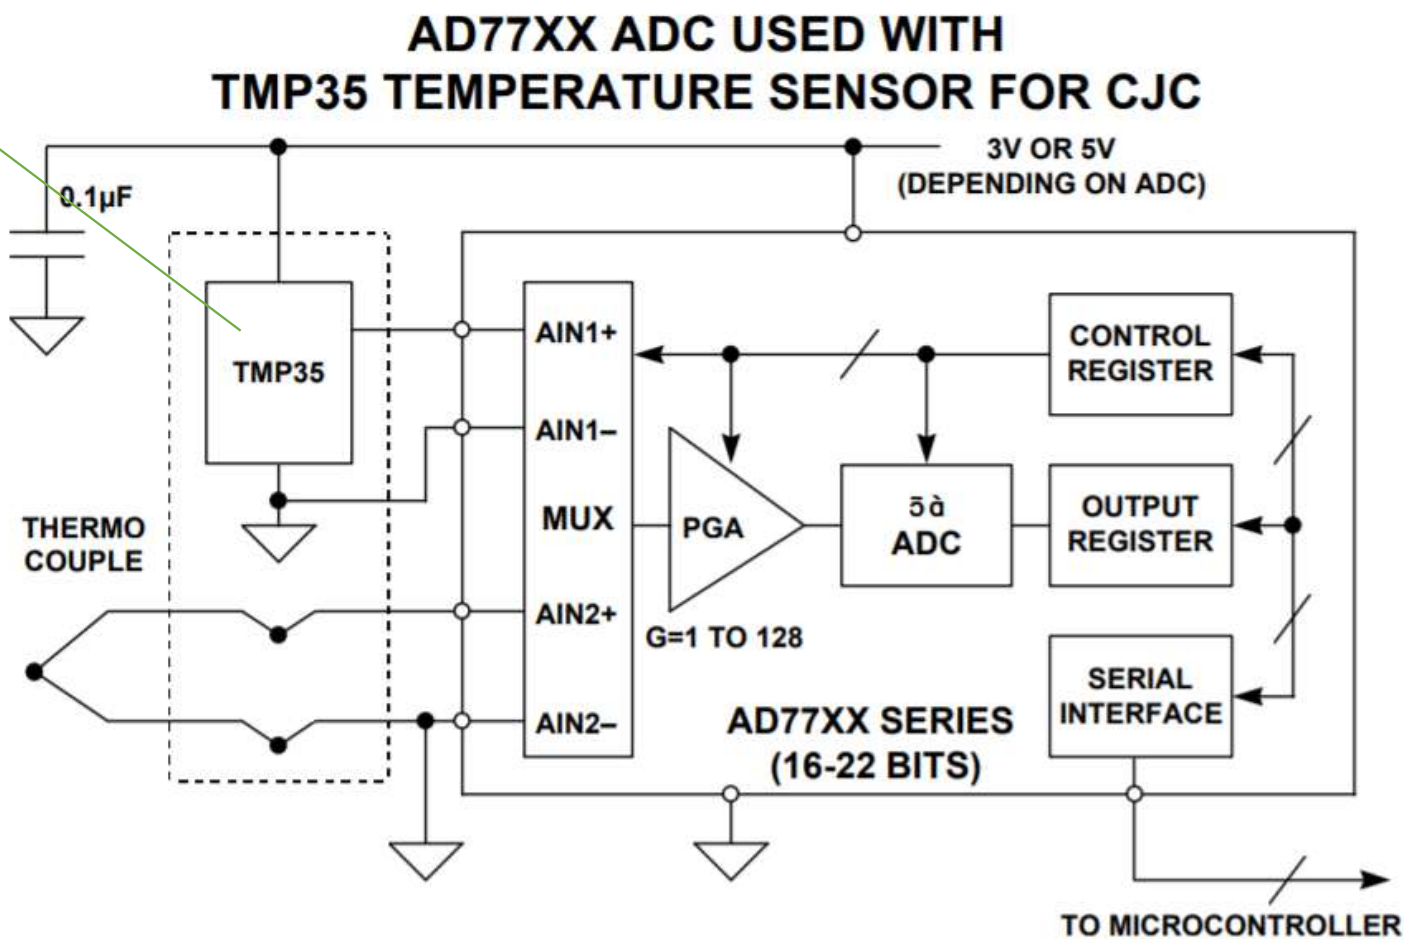 AD77XX ADC USED WITH
TMP35 TEMPERATURE SENSOR FOR CJC
3V OR 5V
(DEPENDING ON ADC)
0.1µF
TMP35
THERMO
COUPLE
AIN1+
AIN1–
MUX
AIN2+
AIN2–
PGA
G=1 TO 128
ƽà
ADC
CONTROL
REGISTER
OUTPUT
REGISTER
SERIAL
INTERFACE
AD77XX SERIES
(16-22 BITS)
TO MICROCONTROLLER